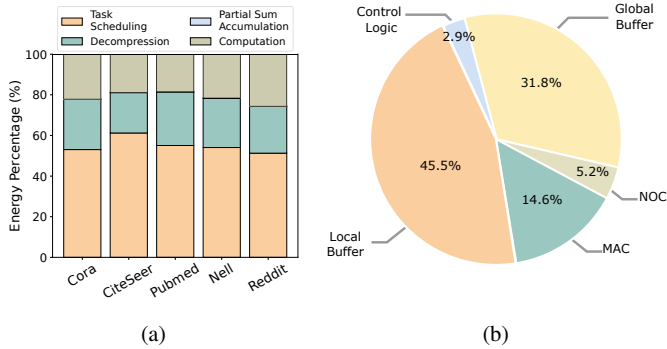 (a)
Task
Scheduling
Partial Sum
Accumulation
Decompression
Computation
Energy Percentage (%)
100
80
60
40
20
0
Cora
CiteSeer
Pubmed
Nell
Reddit
(a)
(b)
Control
Logic
Global
Buffer
2.9%
31.8%
45.5%
5.2%
14.6%
NOC
Local
Buffer
MAC
(b)